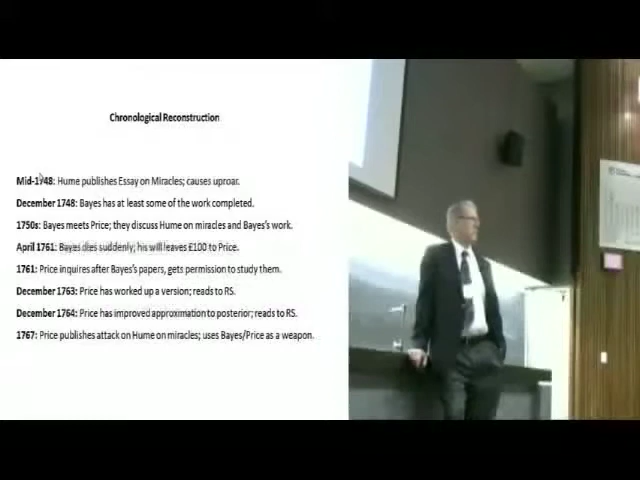 Chronological Reconstruction
Mid-1748: Hume publishes Essay on Miracles; causes uproar.
December 1748: Bayes has at least some of the work completed.
1750s: Bayes meets Price; they discuss Hume on miracles and Bayes's work.
April 1761: Bayes dies suddenly; his will leaves £100 to Price.
1761: Price inquires after Bayes's papers, gets permission to study them.
December 1763: Price has worked up a version; reads to RS.
December 1764: Price has improved approximation to posterior; reads to RS.
1767: Price publishes attack on Hume on miracles; uses Bayes/Price as a weapon.